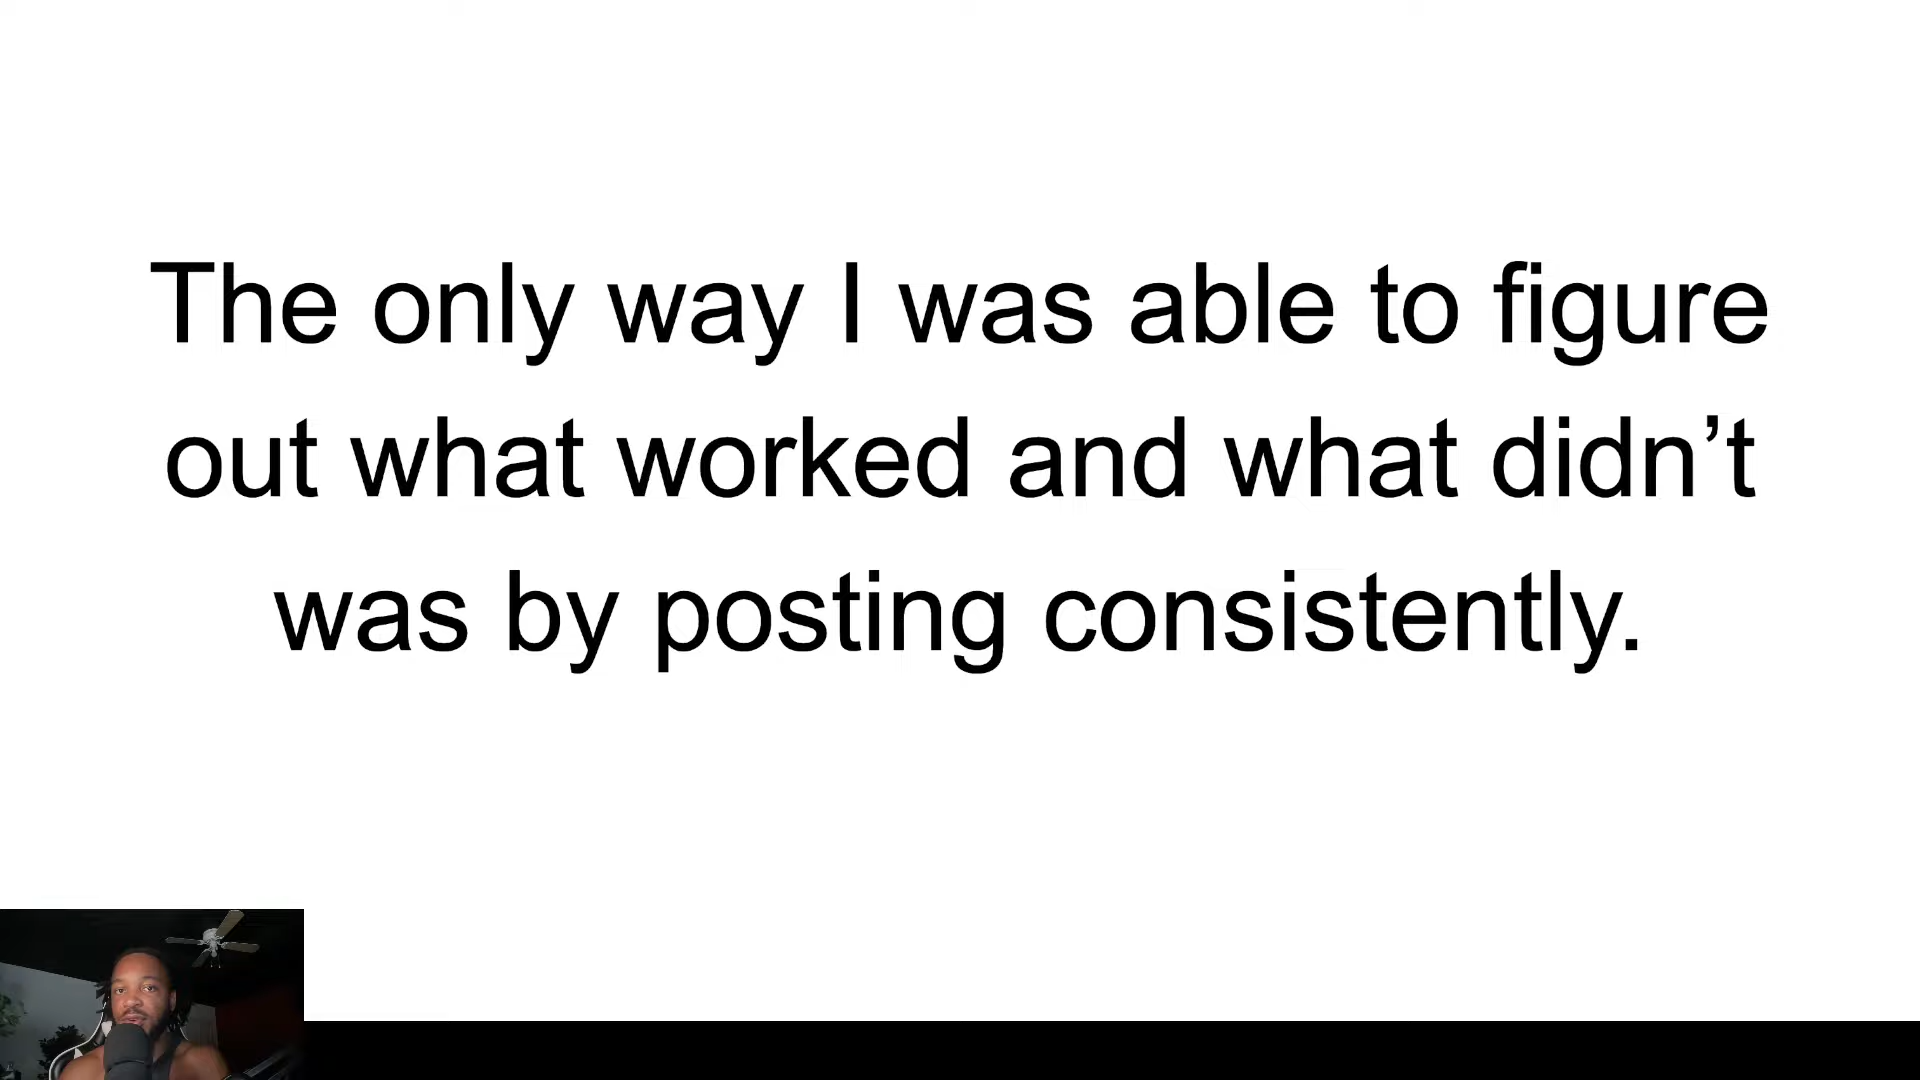 The only way I was able to figure
out what worked and what didn’t
was by posting consistently.